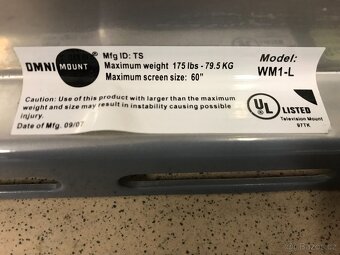 OMNI MOUNT
Mfg ID: TS
Maximum weight 175 lbs - 79.5 KG
Maximum screen size: 60"
Model:
WM1-L
Caution: Use of this product with larger than the maximum
weight and size may result in instability causing possible
injury.
Date of Mfg. 09/07
UL LISTED
Television Mount
97TK